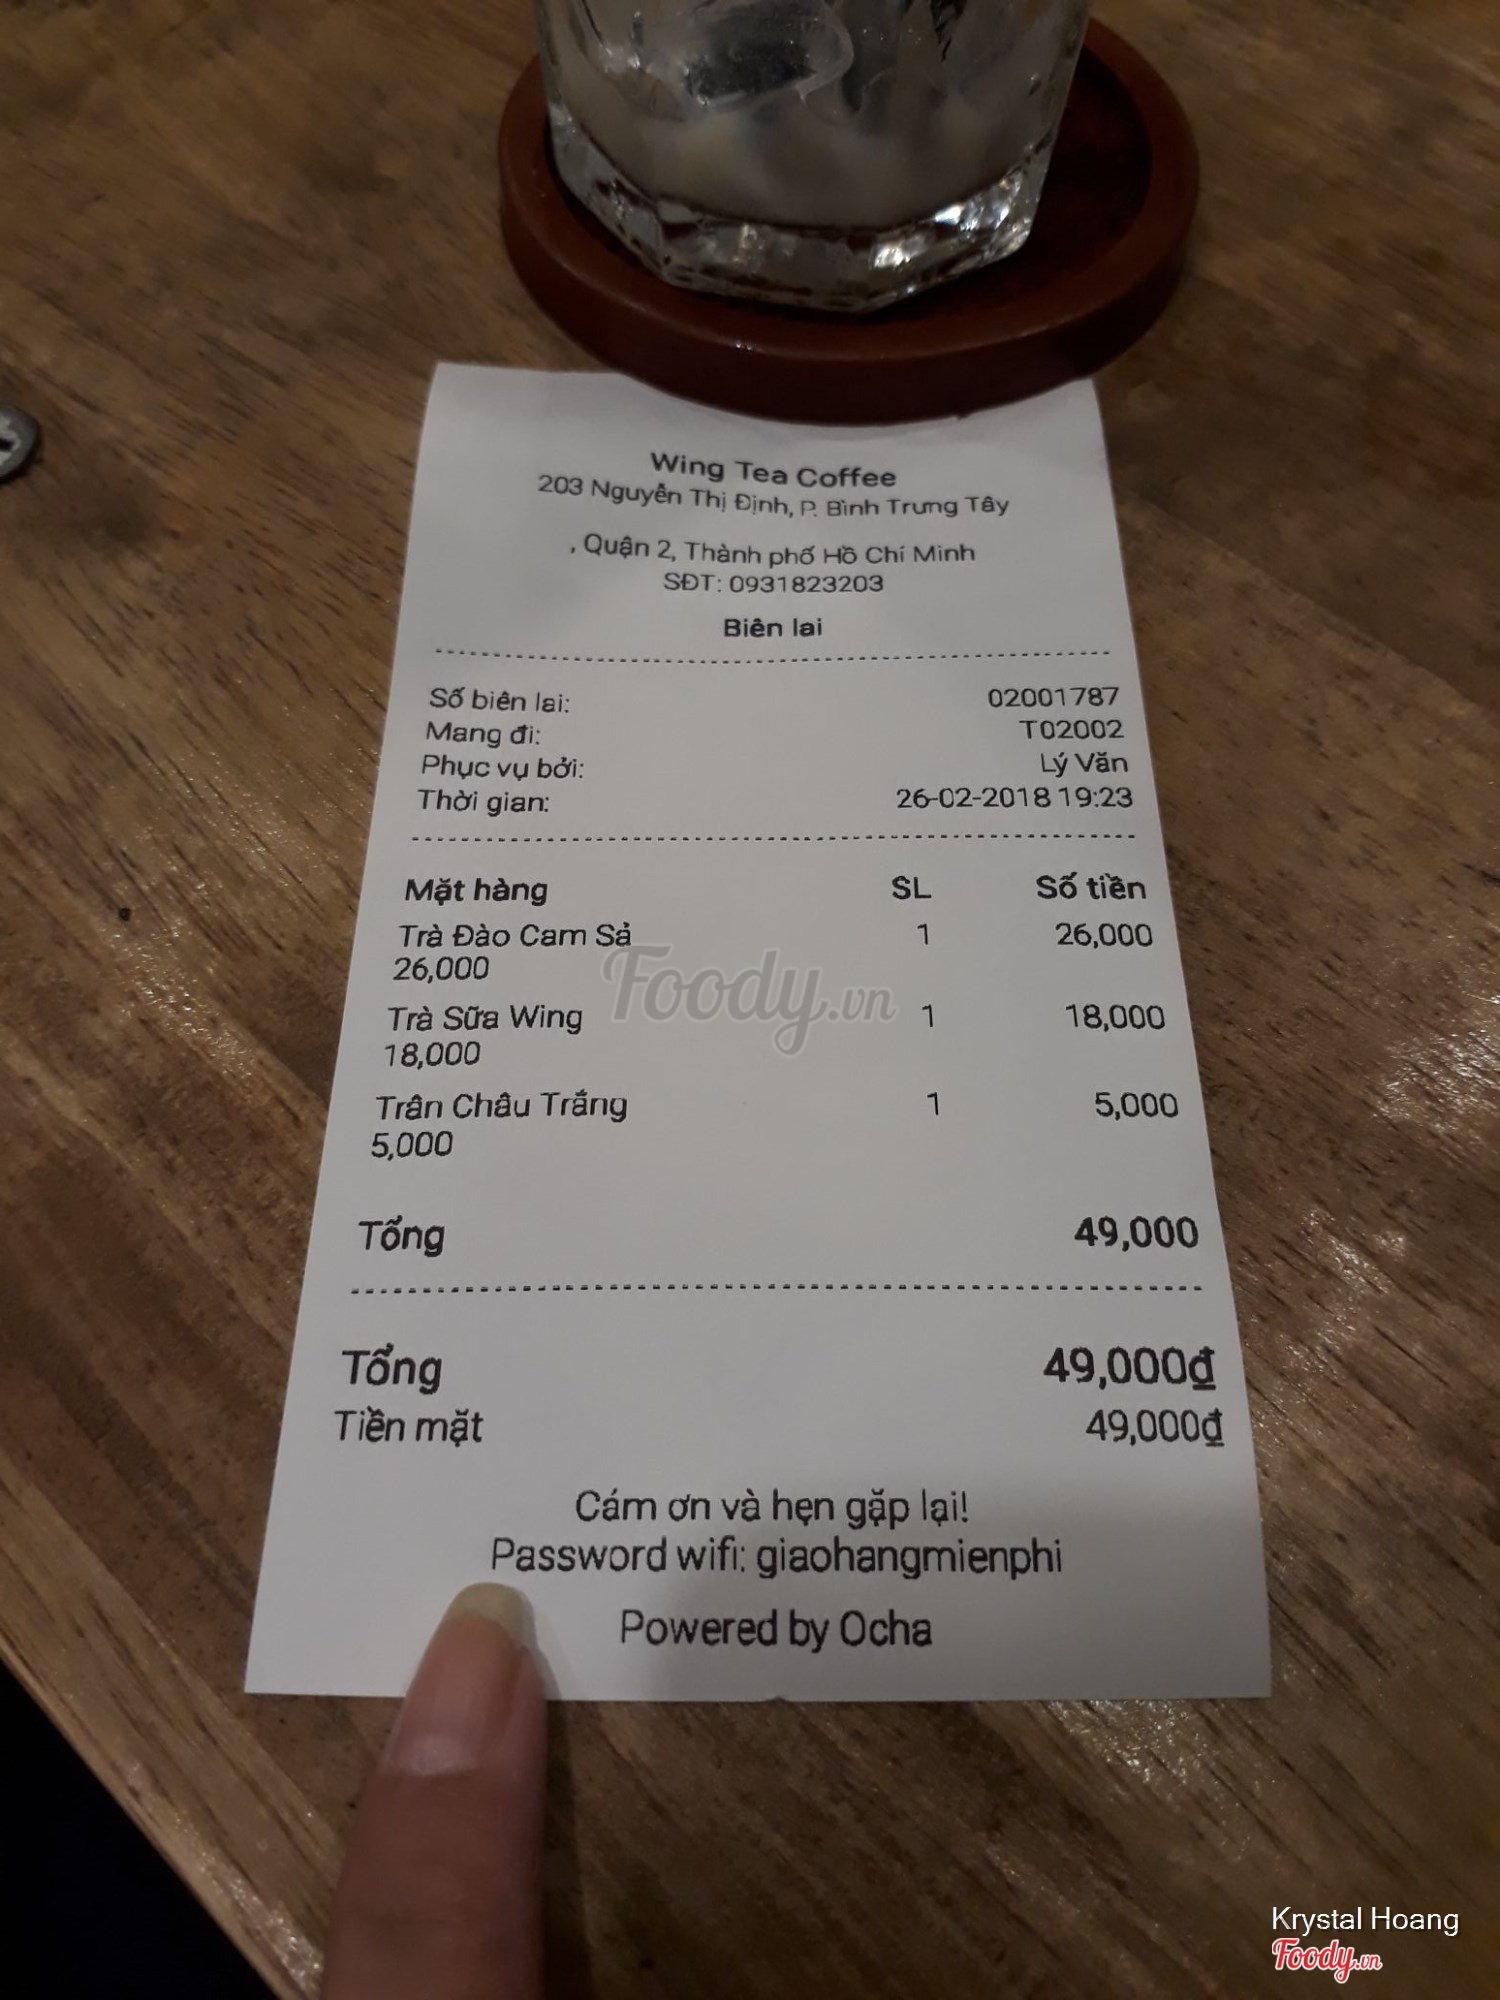 Wing Tea Coffee
203 Nguyễn Thị Định, P. Bình Trưng Tây
, Quận 2, Thành phố Hồ Chí Minh
SĐT: 0931823203
Biên lai
Số biên lai: 02001787
Mang đi: T02002
Phục vụ bởi: Lý Văn
Thời gian: 26-02-2018 19:23
Mặt hàng SL Số tiền
Trà Đào Cam Sả 1 26,000
26,000
Trà Sữa Wing 1 18,000
18,000
Trân Châu Trắng 1 5,000
5,000
Tổng 49,000
Tổng 49,000đ
Tiền mặt 49,000đ
Cám ơn và hẹn gặp lại!
Password wifi: giaohangmienphi
Powered by Ocha
Foody.vn
Krystal Hoang
Foody.vn